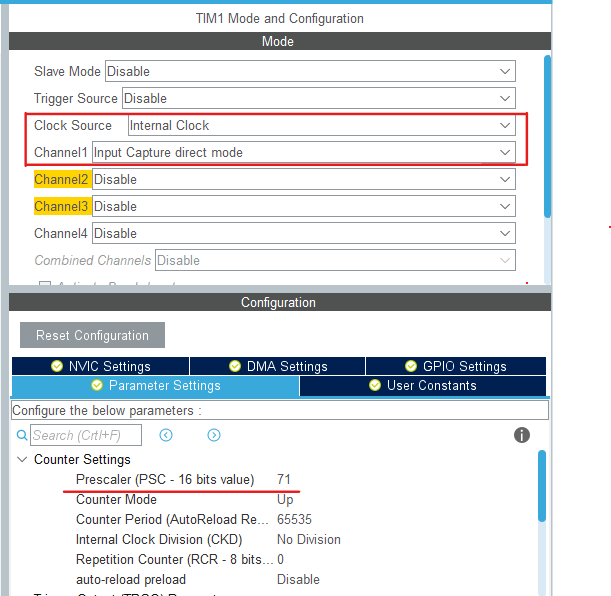 TIM1 Mode and Configuration
Mode
Slave Mode Disable
Trigger Source Disable
Clock Source Internal Clock
Channel1 Input Capture direct mode
Channel2 Disable
Channel3 Disable
Channel4 Disable
Combined Channels Disable
Configuration
Reset Configuration
NVIC Settings DMA Settings GPIO Settings
Parameter Settings User Constants
Configure the below parameters :
Search (Crtl+F)
Counter Settings
Prescaler (PSC - 16 bits value) 71
Counter Mode Up
Counter Period (AutoReload Re... 65535
Internal Clock Division (CKD) No Division
Repetition Counter (RCR - 8 bits... 0
auto-reload preload Disable